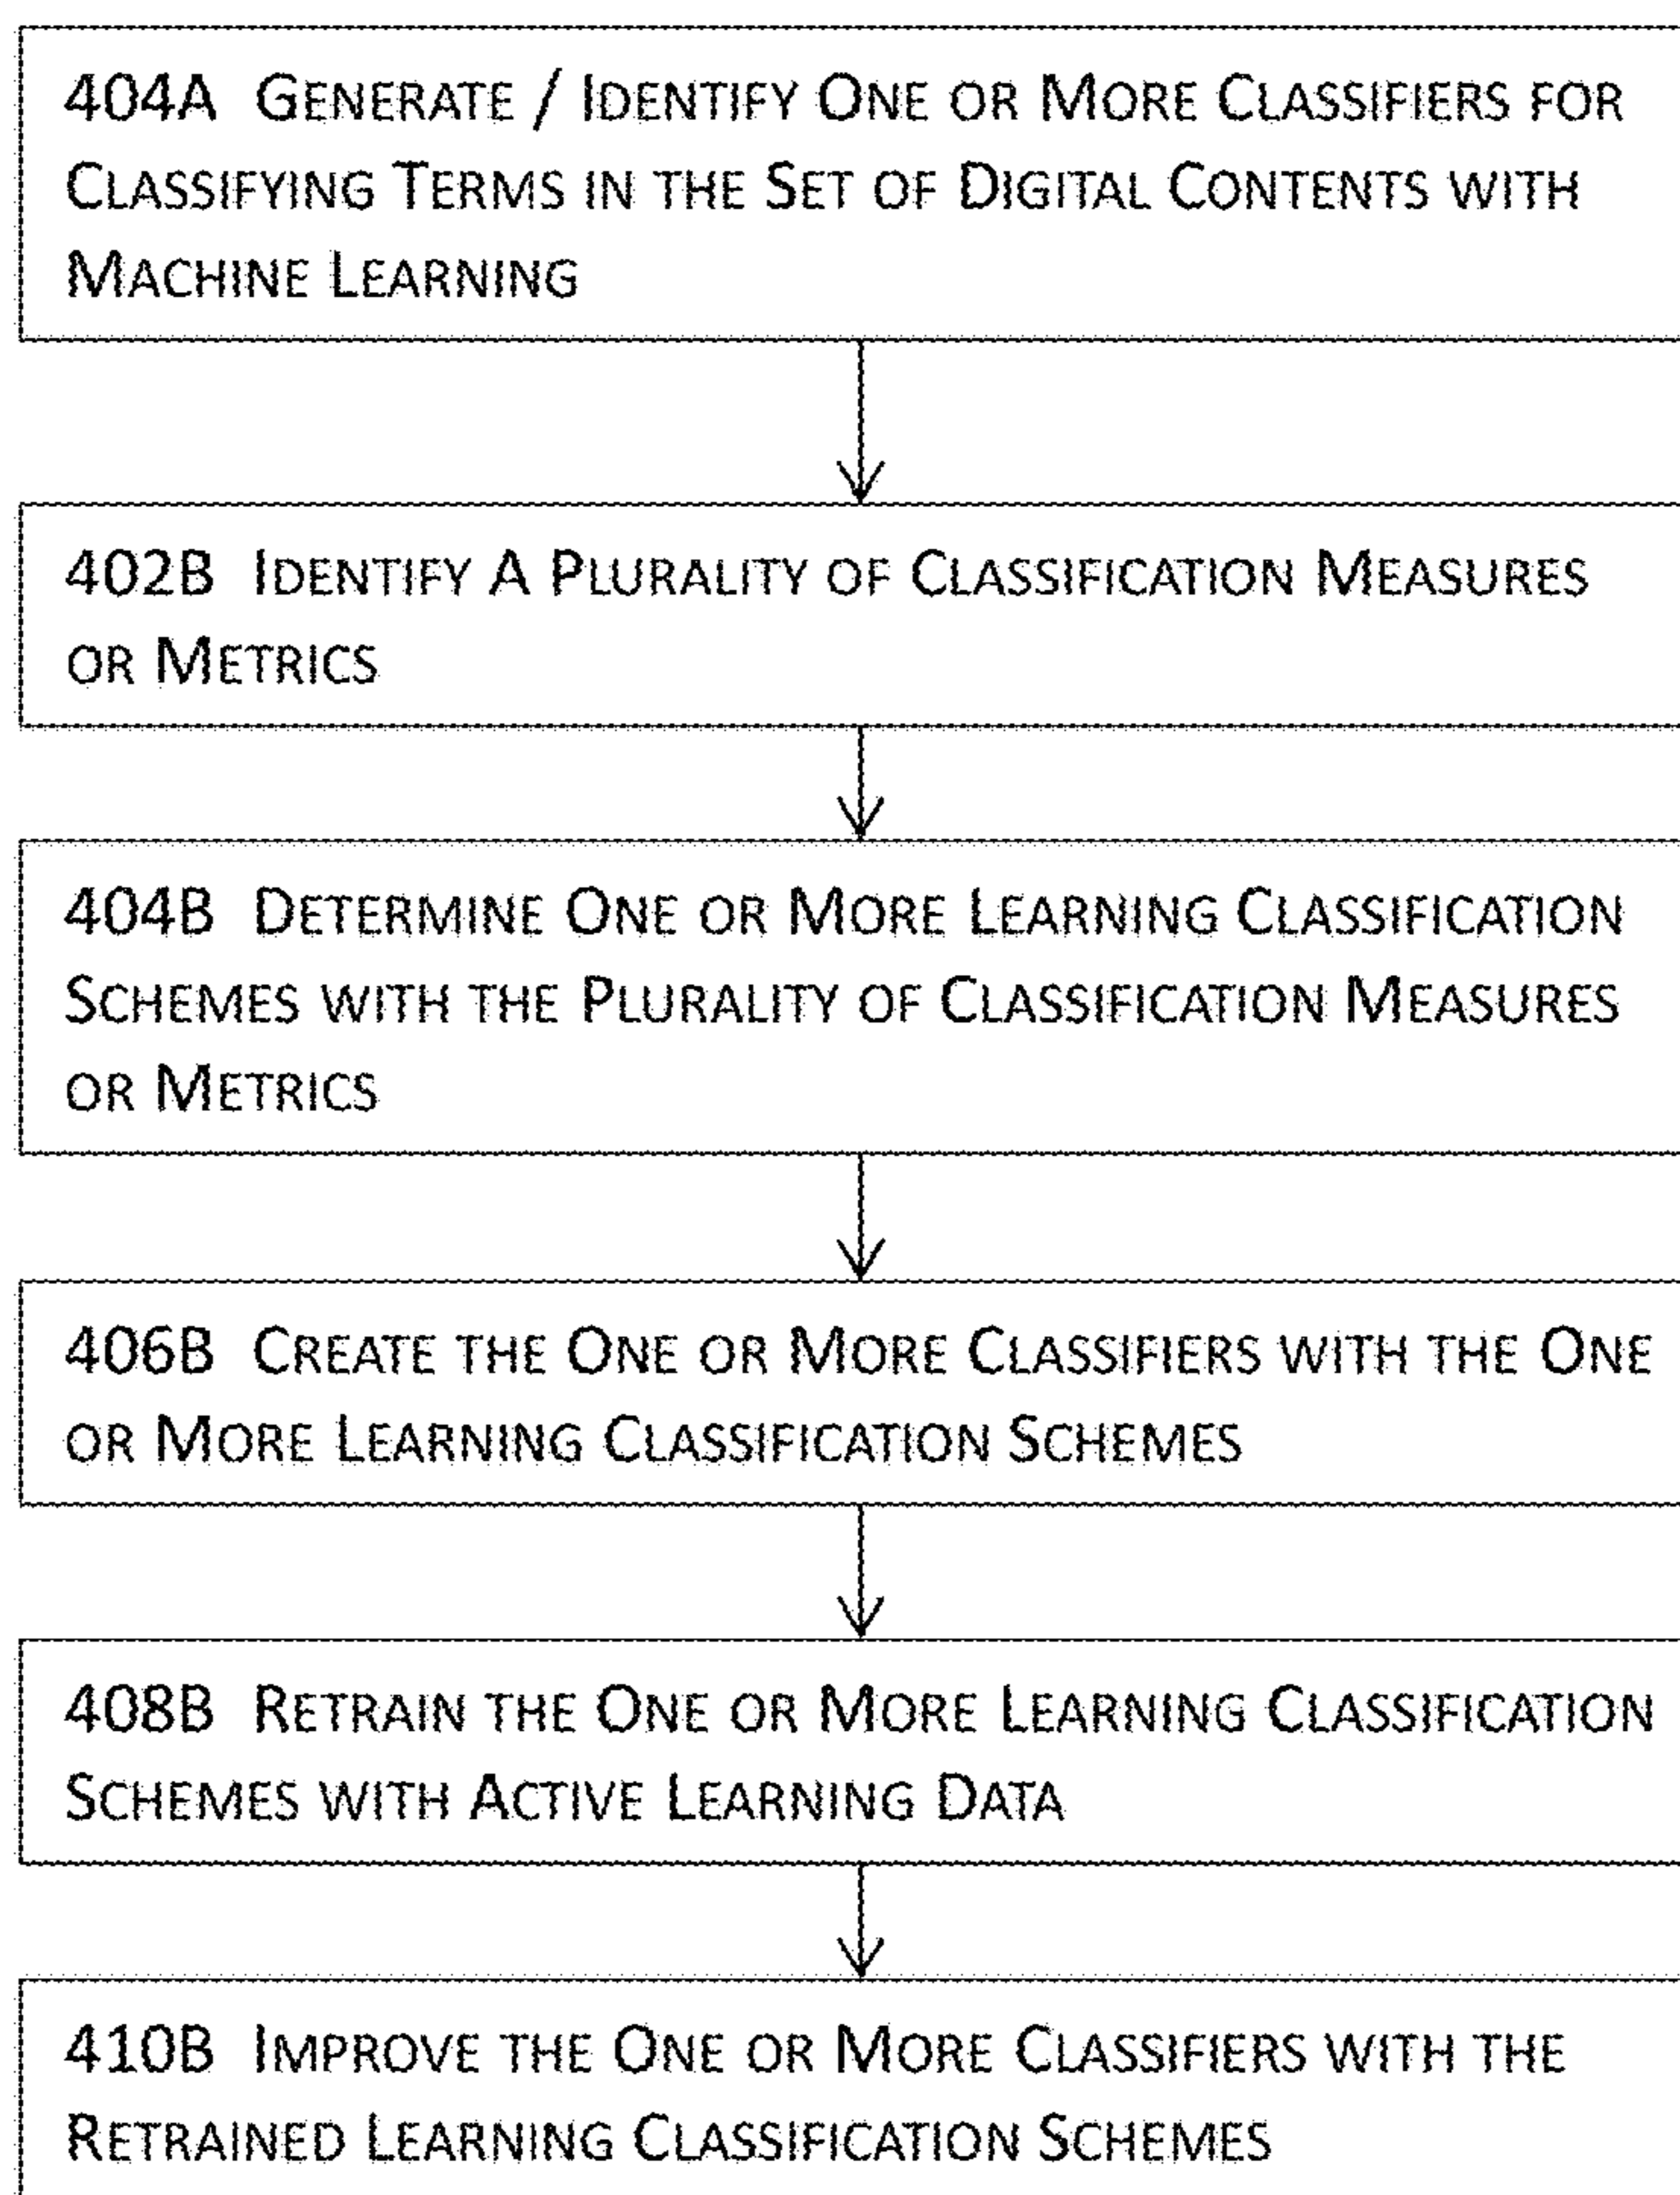 404A Generate / Identify One or More Classifiers for
Classifying Terms in the Set of Digital Contents with
Machine Learning
402B Identify A Plurality of Classification Measures
or Metrics
404B Determine One or More Learning Classification
Schemes with the Plurality of Classification Measures
or Metrics
406B Create the One or More Classifiers with the One
or More Learning Classification Schemes
408B Retrain the One or More Learning Classification
Schemes with Active Learning Data
410B Improve the One or More Classifiers with the
Retrained Learning Classification Schemes